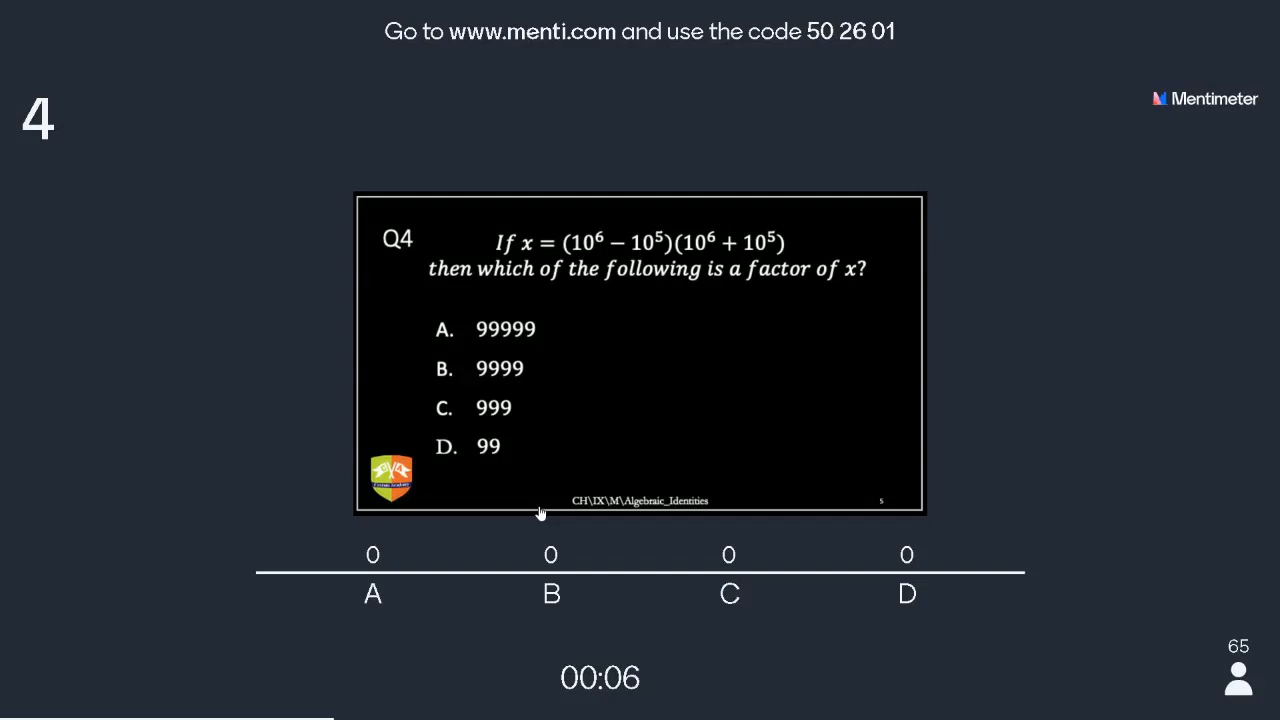 Go to www.menti.com and use the code 50 26 01
4
Mentimeter
Q4
If x = (10⁶ − 10⁵)(10⁶ + 10⁵)
then which of the following is a factor of x?
A. 99999
B. 9999
C. 999
D. 99
CH\IX\M\Algebraic_Identities
5
0 0 0 0
A B C D
00:06
65